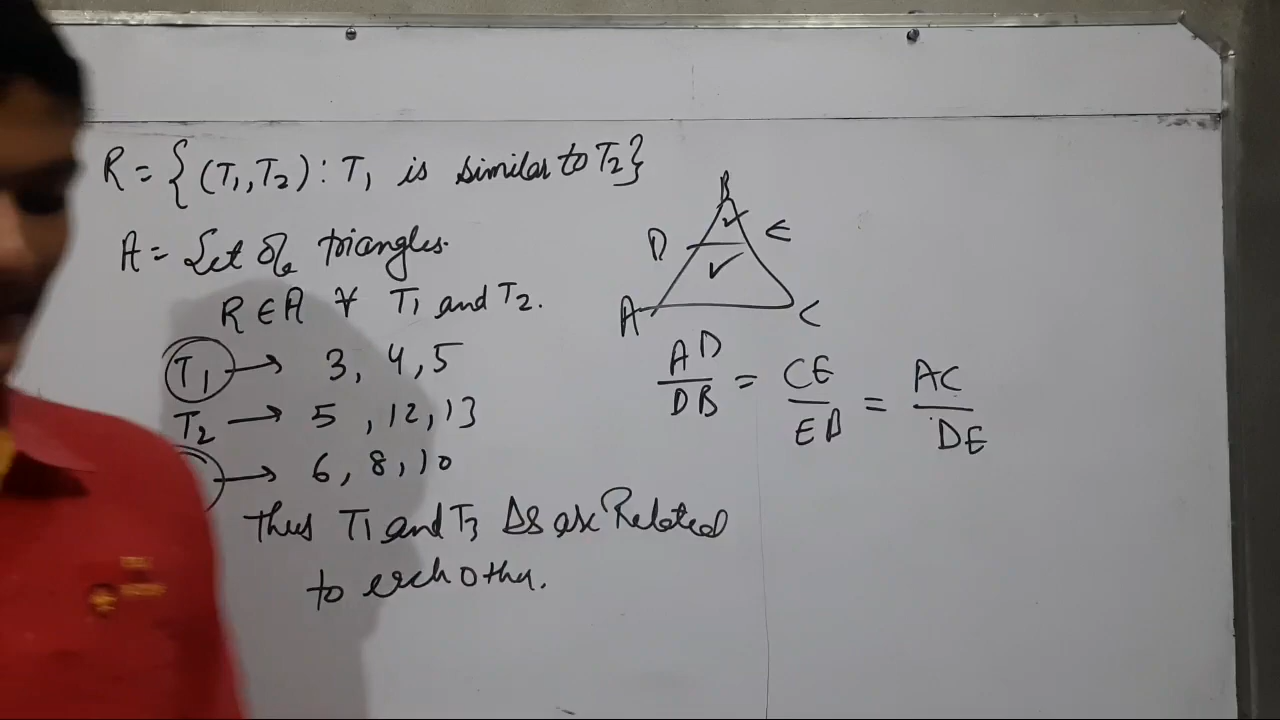 R = {(T₁, T₂) : T₁ is similar to T₂}
A = Set of triangles.
R ∈ A ∀ T₁ and T₂.
T₁ → 3, 4, 5
T₂ → 5, 12, 13
→ 6, 8, 10
thus T₁ and T₃ Δs are Related
to each other.
B
D E
A C
AD/DB = CE/EB = AC/DE